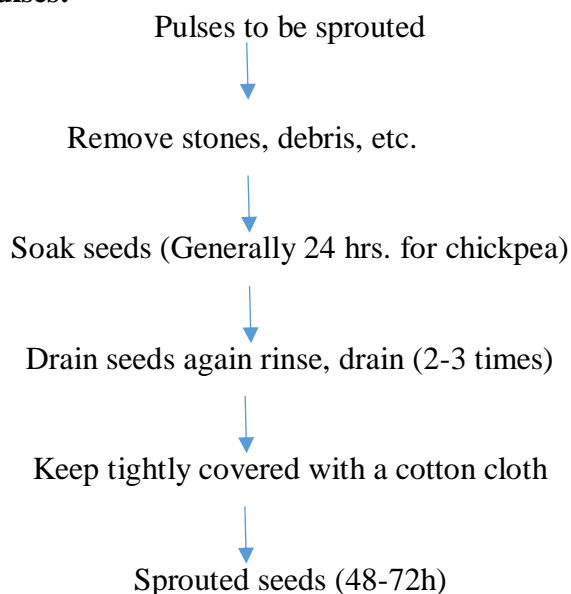 Pulses to be sprouted
Remove stones, debris, etc.
Soak seeds (Generally 24 hrs. for chickpea)
Drain seeds again rinse, drain (2-3 times)
Keep tightly covered with a cotton cloth
Sprouted seeds (48-72h)